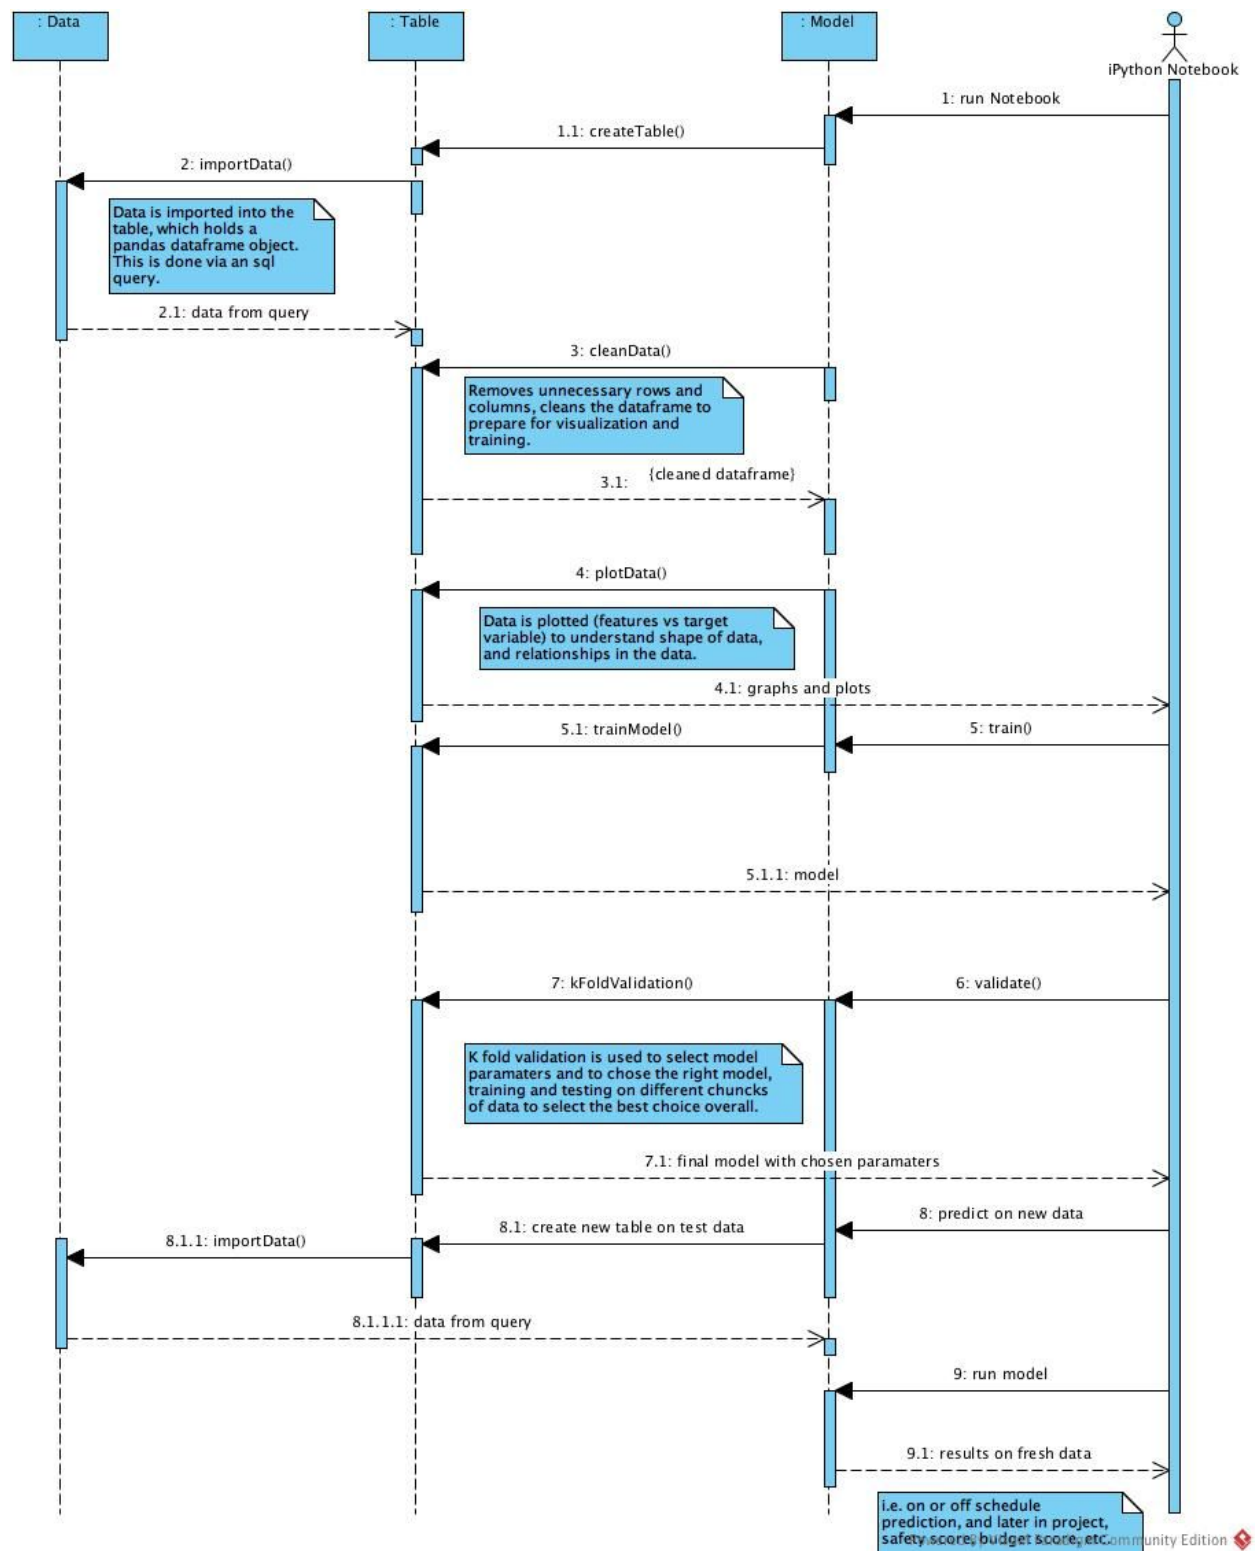 : Data
: Table
: Model
iPython Notebook
1: run Notebook
1.1: createTable()
2: importData()
Data is imported into the
table, which holds a
pandas dataframe object.
This is done via an sql
query.
2.1: data from query
3: cleanData()
Removes unnecessary rows and
columns, cleans the dataframe to
prepare for visualization and
training.
{cleaned dataframe}
3.1:
4: plotData()
Data is plotted (features vs target
variable) to understand shape of data,
and relationships in the data.
4.1: graphs and plots
5.1: trainModel()
5: train()
5.1.1: model
7: kFoldValidation()
6: validate()
K fold validation is used to select model
paramaters and to chose the right model,
training and testing on different chuncks
of data to select the best choice overall.
7.1: final model with chosen paramaters
8: predict on new data
8.1: create new table on test data
8.1.1: importData()
8.1.1.1: data from query
9: run model
9.1: results on fresh data
i.e. on or off schedule
prediction, and later in project,
safety score, budget score, etc.
Powered By Visual Paradigm Community Edition